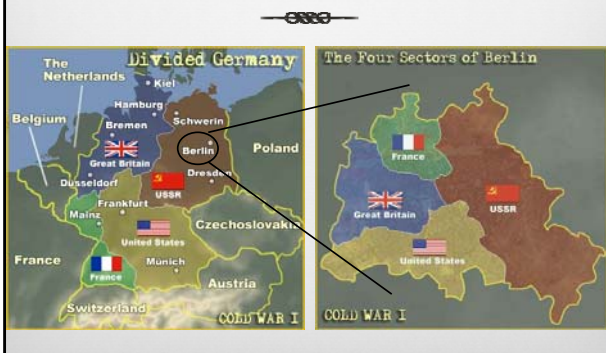 Divided Germany
The
Netherlands
Kiel
Hamburg
Schwerin
Belgium
Bremen
Great Britain
Berlin
Poland
Düsseldorf
Dresden
USSR
Frankfurt
Mainz
United States
Czechoslovakia
France
France
Munich
Austria
Switzerland
COLD WAR I
The Four Sectors of Berlin
France
Great Britain
USSR
United States
COLD WAR I